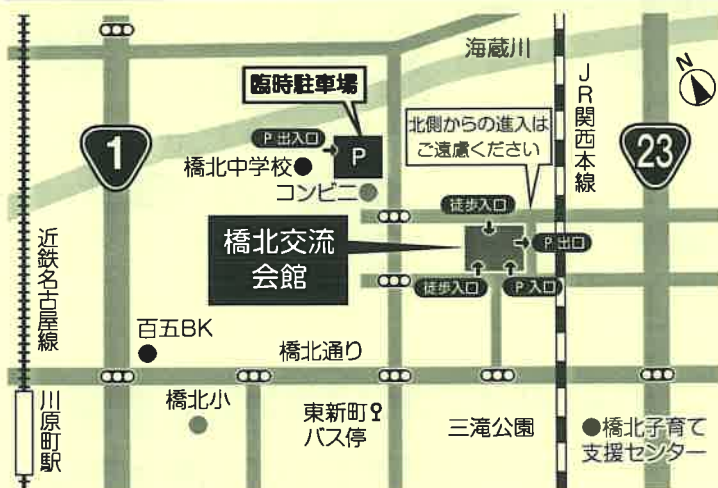 海蔵川
N
臨時駐車場
JR関西本線
1
P 出入口
P
北側からの進入は
ご遠慮ください
23
橋北中学校
コンビニ
徒歩入口
橋北交流
会館
P 出口
近鉄名古屋線
徒歩入口
P 入口
百五BK
橋北通り
川原町駅
橋北小
東新町
バス停
三滝公園
橋北子育て
支援センター